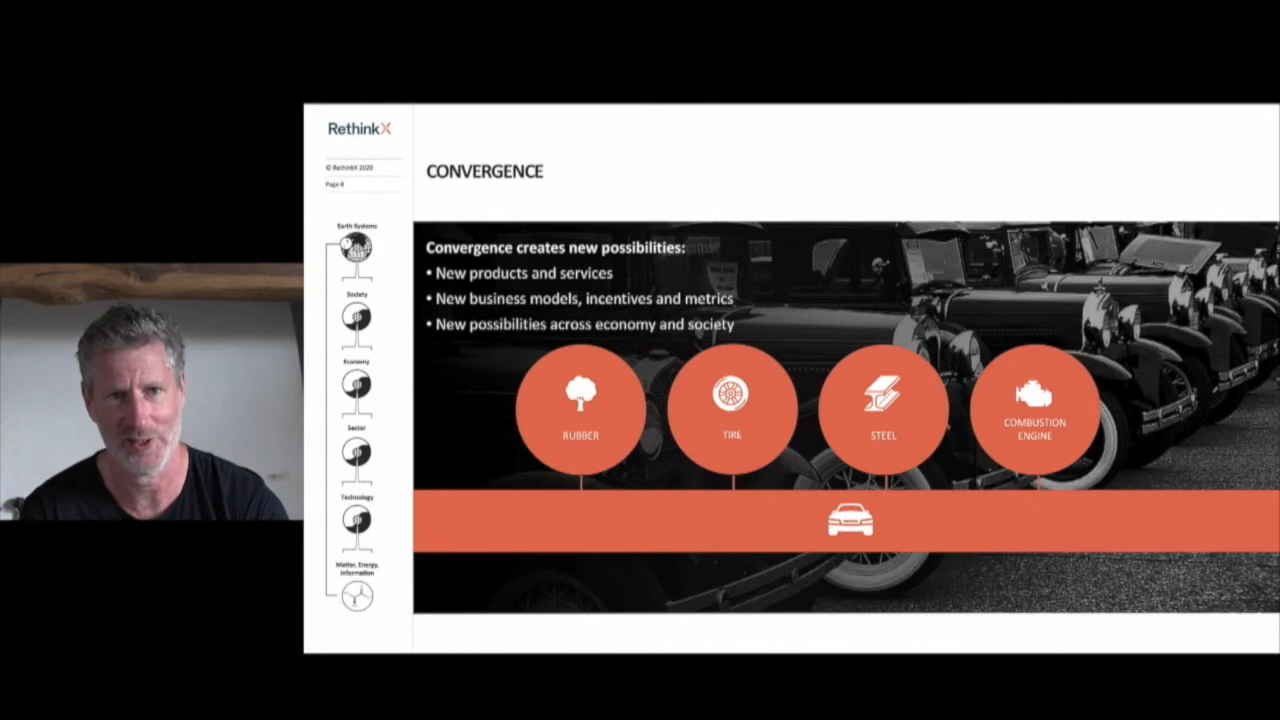 RethinkX
© RethinkX 2020
Page 8
CONVERGENCE
Earth Systems
Society
Economy
Sector
Technology
Matter, Energy,
Information
Convergence creates new possibilities:
• New products and services
• New business models, incentives and metrics
• New possibilities across economy and society
RUBBER
TIRE
STEEL
COMBUSTION
ENGINE